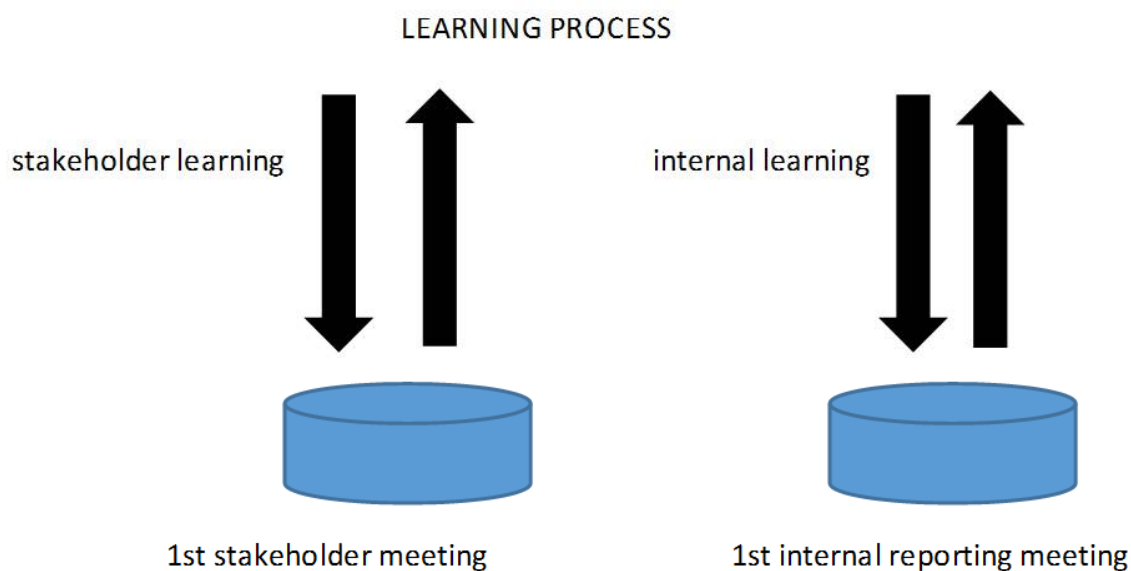 LEARNING PROCESS
stakeholder learning
internal learning
1st stakeholder meeting
1st internal reporting meeting